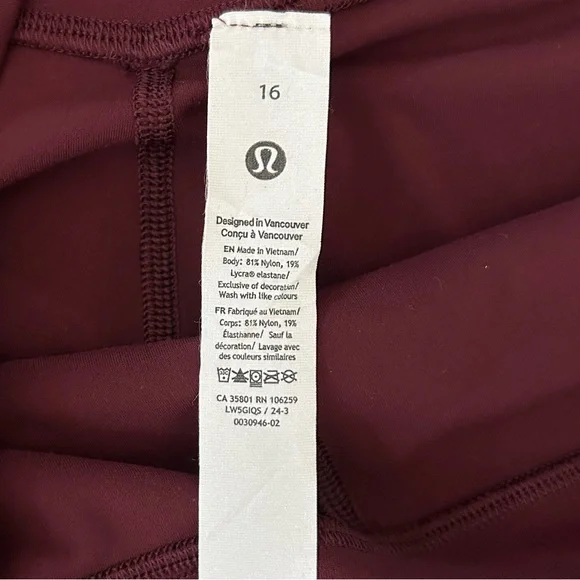 16
Designed in Vancouver
Conçu à Vancouver
EN Made in Vietnam/
Body: 81% Nylon, 19%
Lycra® elastane/
Exclusive of decoration/
Wash with like colours
FR Fabriqué au Vietnam/
Corps: 81% Nylon, 19%
Élasthanne/ Sauf la
décoration/ Lavage avec
des couleurs similaires
CA 35801 RN 106259
LW5GIQS / 24-3
0030946-02